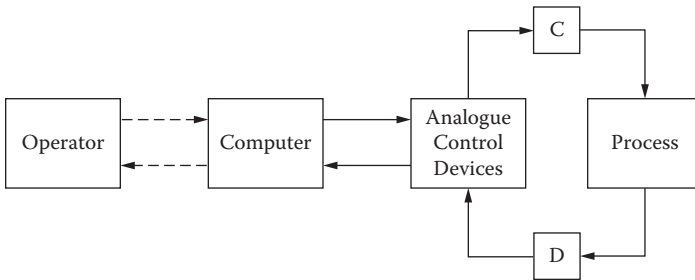 C
Operator
Computer
Analogue
Control
Devices
Process
D